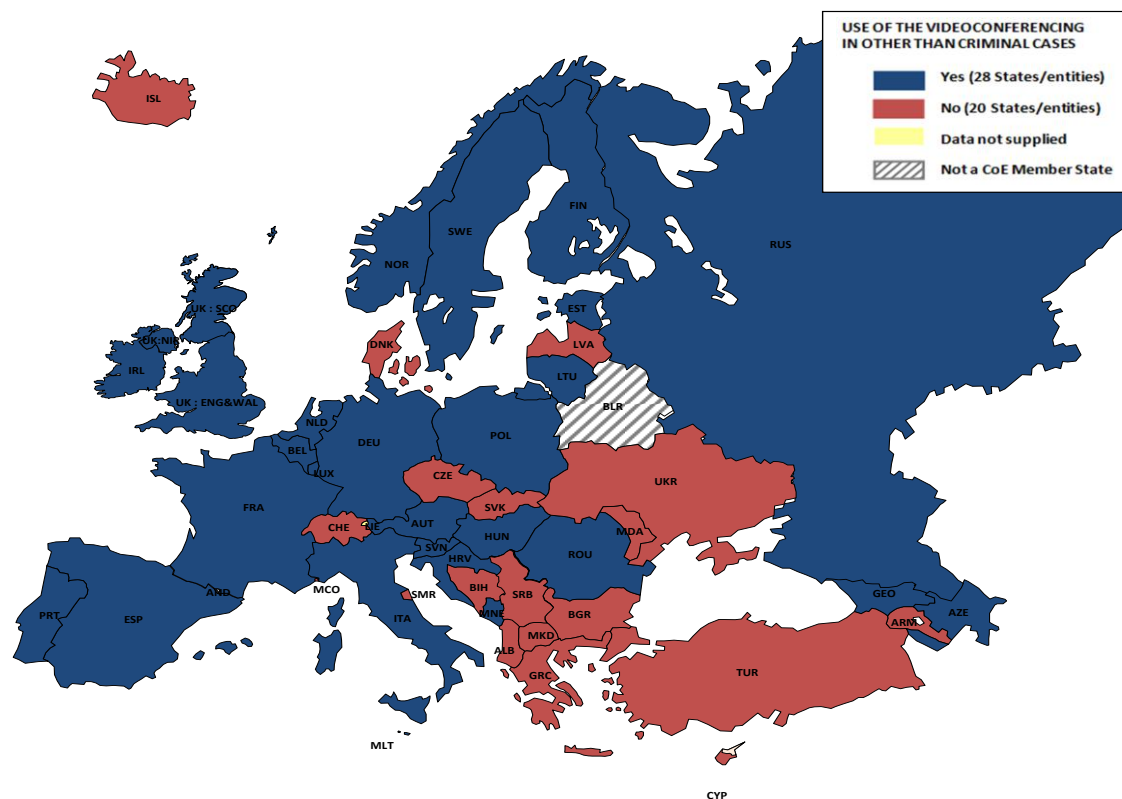 USE OF THE VIDEOCONFERENCING
IN OTHER THAN CRIMINAL CASES
Yes (28 States/entities)
No (20 States/entities)
Data not supplied
Not a CoE Member State
ISL
FIN
SWE
RUS
NOR
UK : SCO
EST
UK:NIR
DNK
LVA
IRL
LTU
UK : ENG&WAL
BLR
NLD
POL
DEU
BEL
LUX
CZE
UKR
FRA
SVK
CHE
LIE
AUT
MDA
HUN
SVN
ROU
HRV
AND
MCO
BIH
SMR
SRB
GEO
PRT
ESP
ITA
MNE
BGR
AZE
ARM
MKD
ALB
GRC
TUR
MLT
CYP